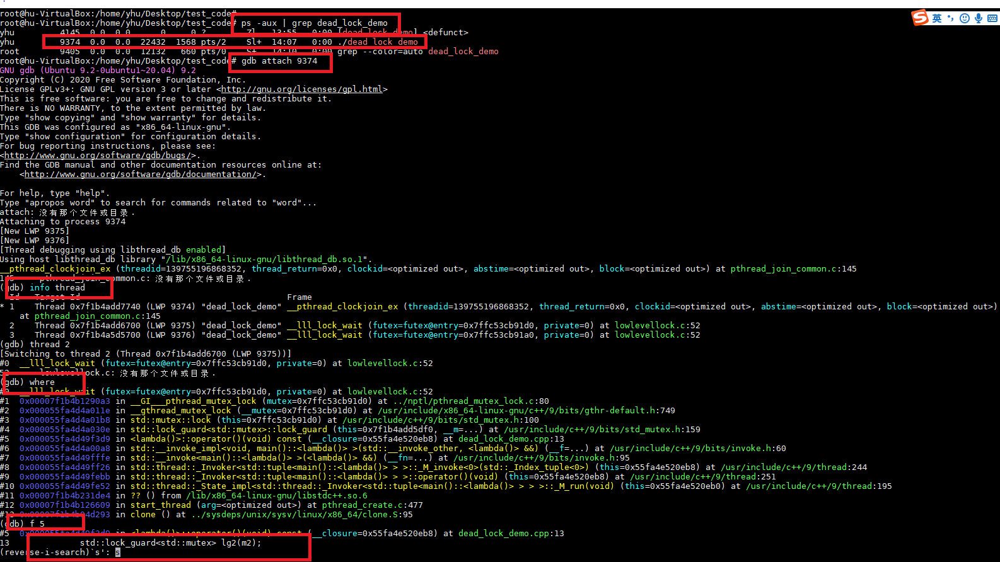 root@hu-VirtualBox:/home/yhu/Desktop/test_code#
root@hu-VirtualBox:/home/yhu/Desktop/test_code# ps -aux | grep dead_lock_demo
yhu 4145 0.0 0.0 0 0 ? Zl 13:55 0:00 [dead_lock_demo] <defunct>
yhu 9374 0.0 0.0 22432 1568 pts/2 Sl+ 14:07 0:00 ./dead_lock_demo
root 9405 0.0 0.0 12132 660 pts/0 S+ 14:10 0:00 grep --color=auto dead_lock_demo
root@hu-VirtualBox:/home/yhu/Desktop/test_code# gdb attach 9374
GNU gdb (Ubuntu 9.2-0ubuntu1~20.04) 9.2
Copyright (C) 2020 Free Software Foundation, Inc.
License GPLv3+: GNU GPL version 3 or later <http://gnu.org/licenses/gpl.html>
This is free software: you are free to change and redistribute it.
There is NO WARRANTY, to the extent permitted by law.
Type "show copying" and "show warranty" for details.
This GDB was configured as "x86_64-linux-gnu".
Type "show configuration" for configuration details.
For bug reporting instructions, please see:
<http://www.gnu.org/software/gdb/bugs/>.
Find the GDB manual and other documentation resources online at:
<http://www.gnu.org/software/gdb/documentation/>.
For help, type "help".
Type "apropos word" to search for commands related to "word"...
attach: 没有那个文件或目录.
Attaching to process 9374
[New LWP 9375]
[New LWP 9376]
[Thread debugging using libthread_db enabled]
Using host libthread_db library "/lib/x86_64-linux-gnu/libthread_db.so.1".
__pthread_clockjoin_ex (threadid=139755196868352, thread_return=0x0, clockid=<optimized out>, abstime=<optimized out>, block=<optimized out>) at pthread_join_common.c:145
145 pthread_join_common.c: 没有那个文件或目录.
(gdb) info thread
Id Target Id Frame
* 1 Thread 0x7f1b4add7740 (LWP 9374) "dead_lock_demo" __pthread_clockjoin_ex (threadid=139755196868352, thread_return=0x0, clockid=<optimized out>, abstime=<optimized out>, block=<optimized out>)
at pthread_join_common.c:145
2 Thread 0x7f1b4add6700 (LWP 9375) "dead_lock_demo" __lll_lock_wait (futex=futex@entry=0x7ffc53cb91d0, private=0) at lowlevellock.c:52
3 Thread 0x7f1b4a5d5700 (LWP 9376) "dead_lock_demo" __lll_lock_wait (futex=futex@entry=0x7ffc53cb91a0, private=0) at lowlevellock.c:52
(gdb) thread 2
[Switching to thread 2 (Thread 0x7f1b4add6700 (LWP 9375))]
#0 __lll_lock_wait (futex=futex@entry=0x7ffc53cb91d0, private=0) at lowlevellock.c:52
52 lowlevellock.c: 没有那个文件或目录.
(gdb) where
#0 __lll_lock_wait (futex=futex@entry=0x7ffc53cb91d0, private=0) at lowlevellock.c:52
#1 0x00007f1b4b1290a3 in __GI___pthread_mutex_lock (mutex=0x7ffc53cb91d0) at ../nptl/pthread_mutex_lock.c:80
#2 0x000055fa4d4a011e in __gthread_mutex_lock (__mutex=0x7ffc53cb91d0) at /usr/include/x86_64-linux-gnu/c++/9/bits/gthr-default.h:749
#3 0x000055fa4d4a01b8 in std::mutex::lock (this=0x7ffc53cb91d0) at /usr/include/c++/9/bits/std_mutex.h:100
#4 0x000055fa4d4a030e in std::lock_guard<std::mutex>::lock_guard (this=0x7f1b4add5df0, __m=...) at /usr/include/c++/9/bits/std_mutex.h:159
#5 0x000055fa4d49f3d9 in <lambda()>::operator()(void) const (__closure=0x55fa4e520eb8) at dead_lock_demo.cpp:13
#6 0x000055fa4d4a00a8 in std::__invoke_impl<void, main()::<lambda()> >(std::__invoke_other, <lambda()> &&) (__f=...) at /usr/include/c++/9/bits/invoke.h:60
#7 0x000055fa4d49fffe in std::__invoke<main()::<lambda()> >(<lambda()> &&) (__fn=...) at /usr/include/c++/9/bits/invoke.h:95
#8 0x000055fa4d49ff26 in std::thread::_Invoker<std::tuple<main()::<lambda()> > >::_M_invoke<0>(std::_Index_tuple<0>) (this=0x55fa4e520eb8) at /usr/include/c++/9/thread:244
#9 0x000055fa4d49febb in std::thread::_Invoker<std::tuple<main()::<lambda()> > >::operator()(void) (this=0x55fa4e520eb8) at /usr/include/c++/9/thread:251
#10 0x000055fa4d49fe52 in std::thread::_State_impl<std::thread::_Invoker<std::tuple<main()::<lambda()> > > >::_M_run(void) (this=0x55fa4e520eb0) at /usr/include/c++/9/thread:195
#11 0x00007f1b4b231de4 in ?? () from /lib/x86_64-linux-gnu/libstdc++.so.6
#12 0x00007f1b4b126609 in start_thread (arg=<optimized out>) at pthread_create.c:477
#13 0x00007f1b4b04d293 in clone () at ../sysdeps/unix/sysv/linux/x86_64/clone.S:95
(gdb) f 5
#5 0x000055fa4d49f3d9 in <lambda()>::operator()(void) const (__closure=0x55fa4e520eb8) at dead_lock_demo.cpp:13
13 std::lock_guard<std::mutex> lg2(m2);
(reverse-i-search)`s': s
S 英